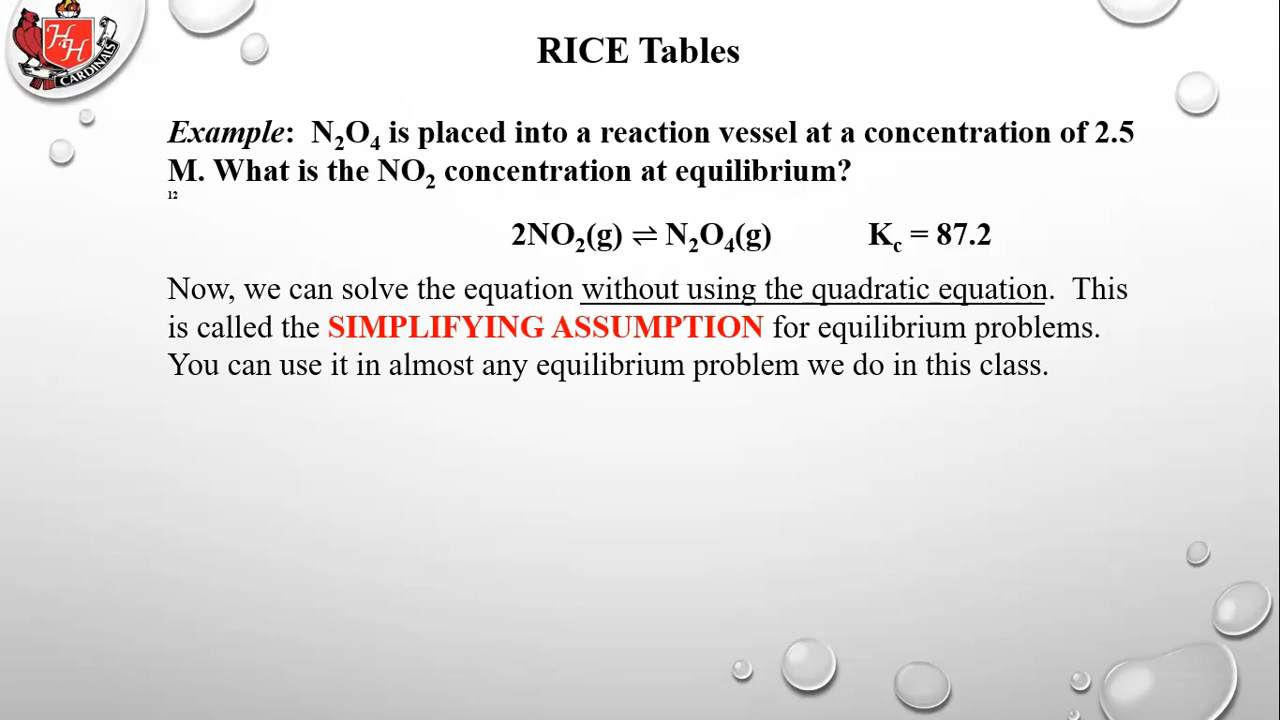 HH
CARDINALS
RICE Tables
Example: N₂O₄ is placed into a reaction vessel at a concentration of 2.5
M. What is the NO₂ concentration at equilibrium?
12
2NO₂(g) ⇌ N₂O₄(g) K꜀ = 87.2
Now, we can solve the equation without using the quadratic equation. This
is called the SIMPLIFYING ASSUMPTION for equilibrium problems.
You can use it in almost any equilibrium problem we do in this class.